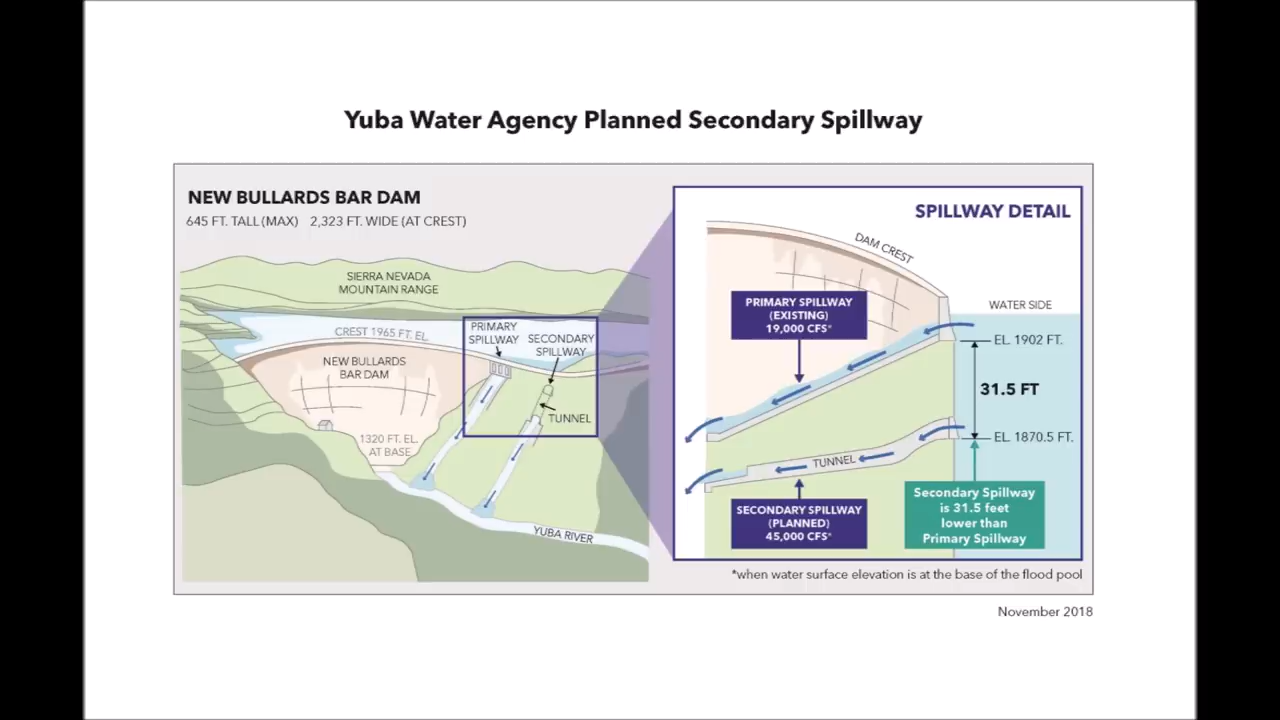 Yuba Water Agency Planned Secondary Spillway
NEW BULLARDS BAR DAM
645 FT. TALL (MAX) 2,323 FT. WIDE (AT CREST)
SIERRA NEVADA
MOUNTAIN RANGE
CREST 1965 FT. EL.
PRIMARY
SPILLWAY
SECONDARY
SPILLWAY
NEW BULLARDS
BAR DAM
TUNNEL
1320 FT. EL.
AT BASE
YUBA RIVER
SPILLWAY DETAIL
DAM CREST
WATER SIDE
PRIMARY SPILLWAY
(EXISTING)
19,000 CFS*
EL. 1902 FT.
31.5 FT
EL. 1870.5 FT.
TUNNEL
SECONDARY SPILLWAY
(PLANNED)
45,000 CFS*
Secondary Spillway
is 31.5 feet
lower than
Primary Spillway
*when water surface elevation is at the base of the flood pool
November 2018